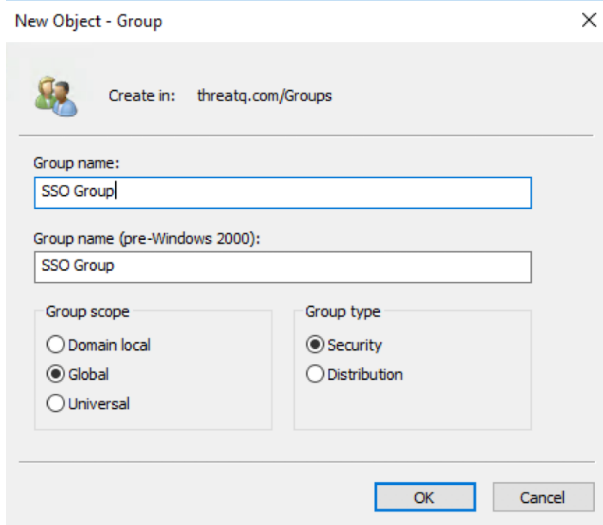 New Object - Group
Create in: threatq.com/Groups
Group name:
SSO Group
Group name (pre-Windows 2000):
SSO Group
Group scope
Domain local
Global
Universal
Group type
Security
Distribution
OK
Cancel